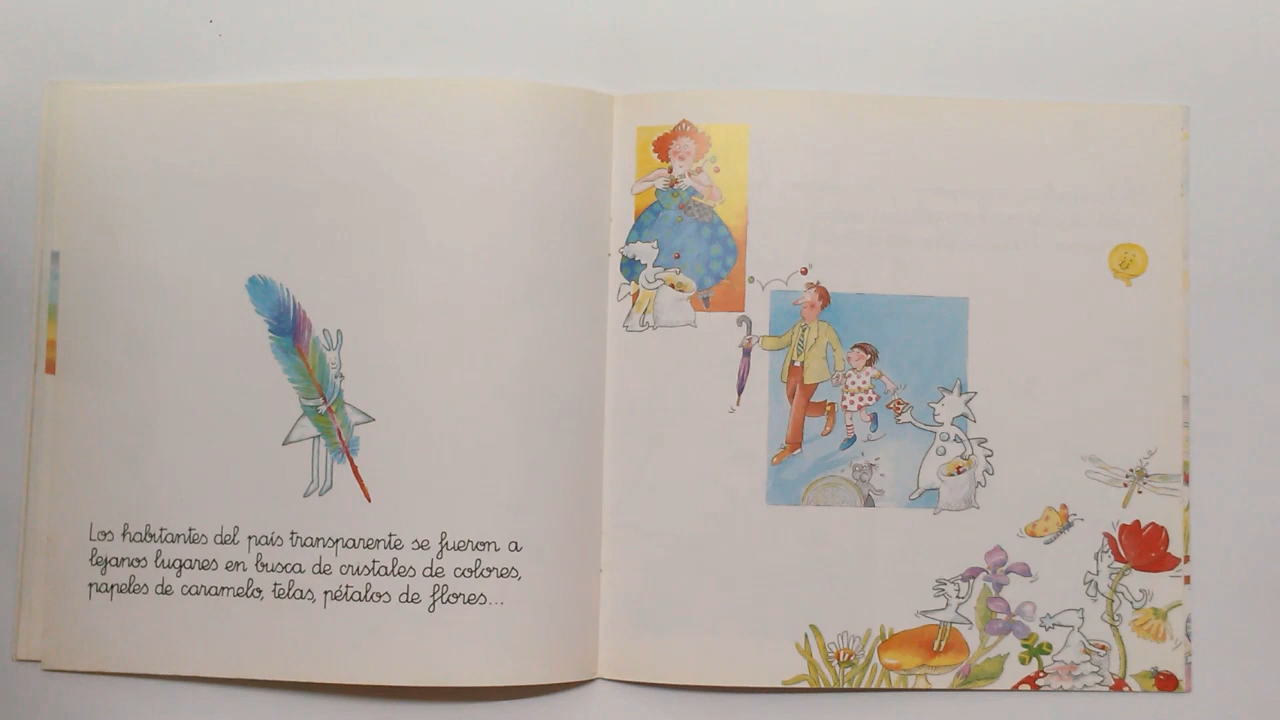 Los habitantes del país transparente se fueron a
lejanos lugares en busca de cristales de colores,
papeles de caramelo, telas, pétalos de flores...